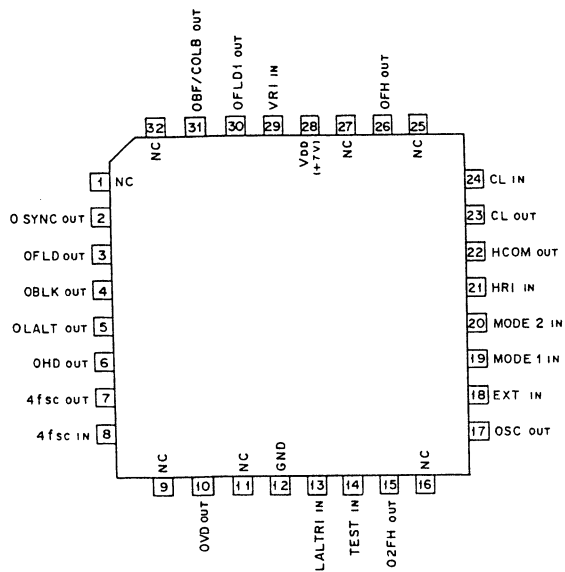 OBF/COLB OUT
OFLD1 OUT
VRI IN
OFH OUT
32
31
30
29
28
27
26
25
NC
VDD
(+7V)
NC
NC
1 NC
O SYNC OUT 2
OFLD OUT 3
OBLK OUT 4
OLALT OUT 5
OHD OUT 6
4fsc OUT 7
4fsc IN 8
24 CL IN
23 CL OUT
22 HCOM OUT
21 HRI IN
20 MODE 2 IN
19 MODE 1 IN
18 EXT IN
17 OSC OUT
NC
NC
GND
NC
9
10
11
12
13
14
15
16
OVD OUT
LALTRI IN
TEST IN
O2FH OUT